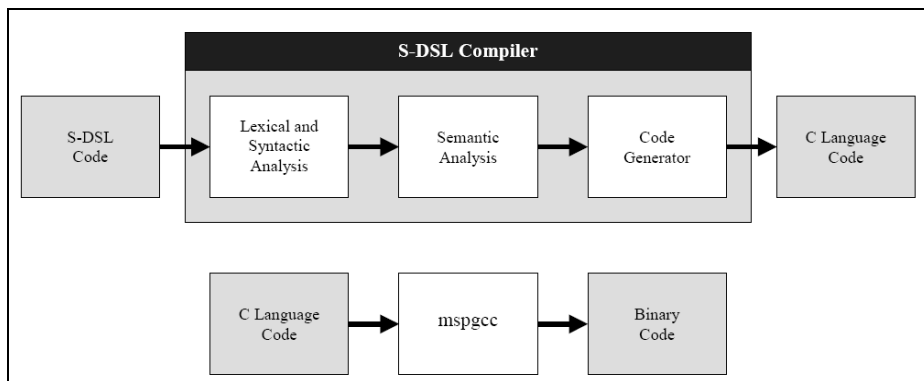 S-DSL Compiler
S-DSL
Code
Lexical and
Syntactic
Analysis
Semantic
Analysis
Code
Generator
C Language
Code
C Language
Code
mspgcc
Binary
Code